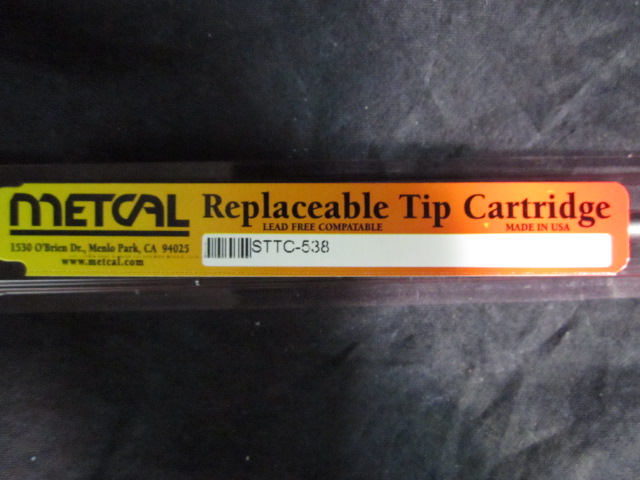 METCAL
1530 O'Brien Dr., Menlo Park, CA 94025
www.metcal.com
Replaceable Tip Cartridge
LEAD FREE COMPATABLE
MADE IN USA
STTC-538